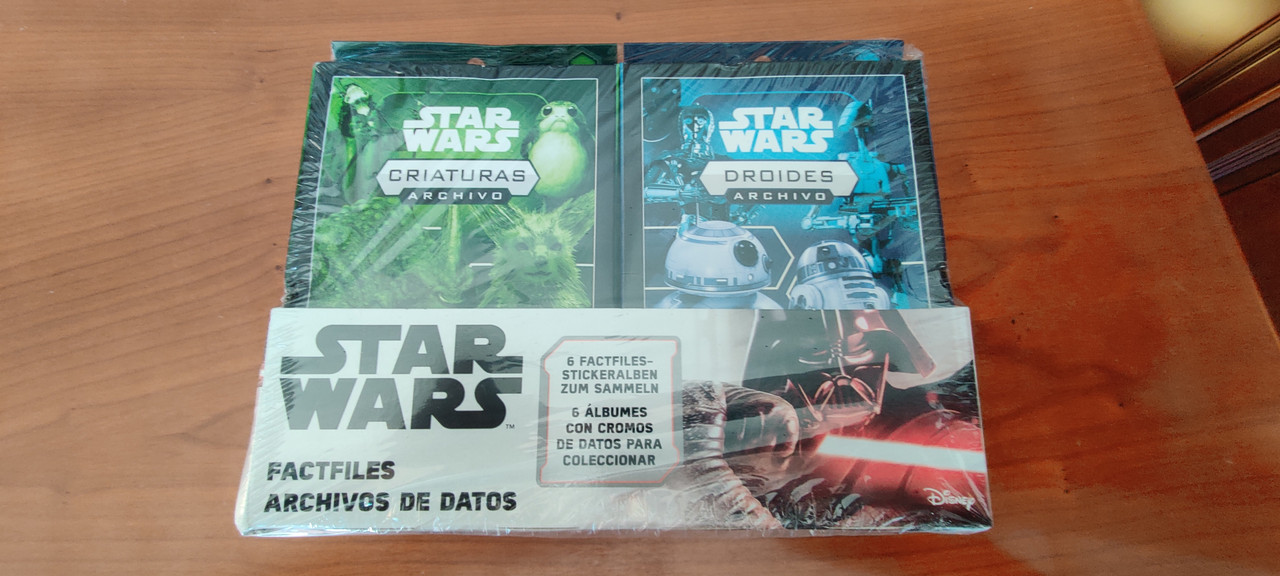 STAR
WARS
CRIATURAS
ARCHIVO
STAR
WARS
DROIDES
ARCHIVO
STAR
WARS™
FACTFILES
ARCHIVOS DE DATOS
6 FACTFILES-
STICKERALBEN
ZUM SAMMELN
6 ÁLBUMES
CON CROMOS
DE DATOS PARA
COLECCIONAR
©DISNEY